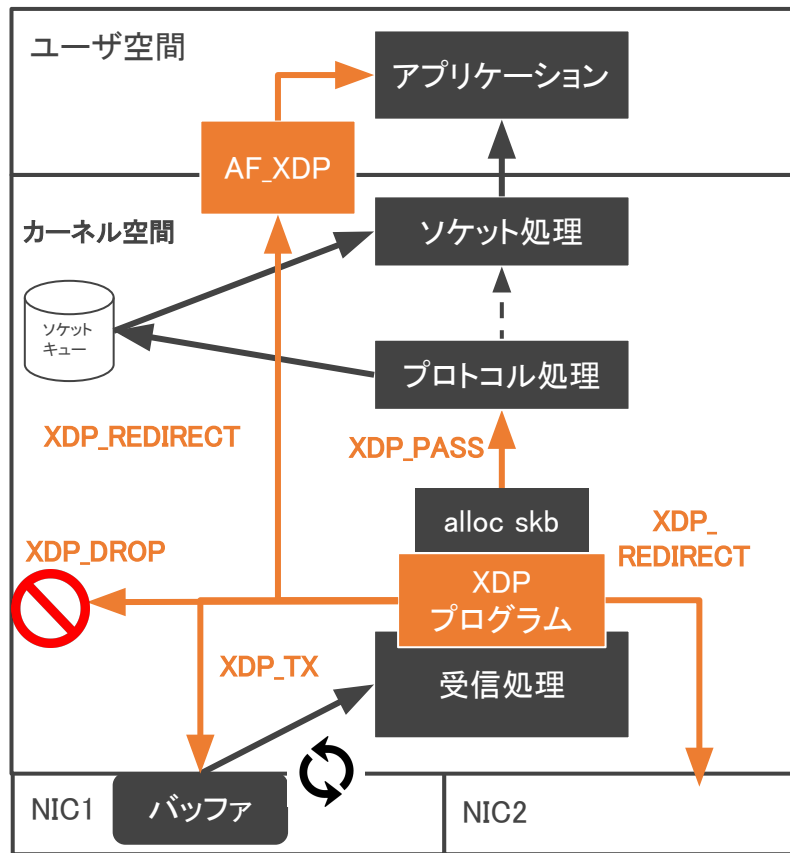 ユーザ空間
アプリケーション
AF_XDP
カーネル空間
ソケット処理
ソケット
キュー
プロトコル処理
XDP_REDIRECT
XDP_PASS
alloc skb
XDP_
REDIRECT
XDP_DROP
XDP
プログラム
XDP_TX
受信処理
NIC1
バッファ
NIC2